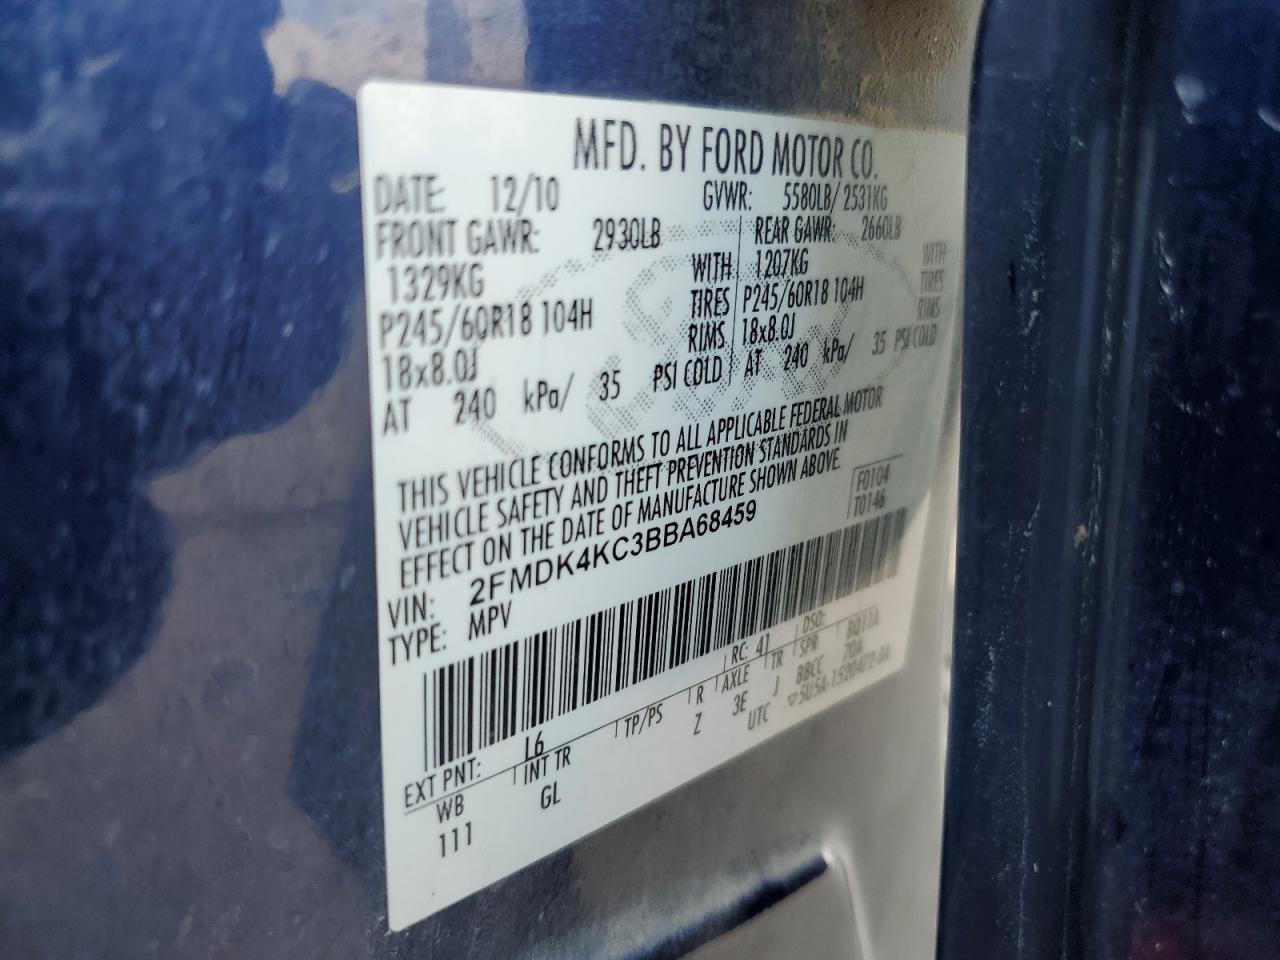 MFD. BY FORD MOTOR CO.
DATE: 12/10 GVWR: 5580LB/ 2531KG
FRONT GAWR: 2930LB REAR GAWR: 2660LB
1329KG WITH 1207KG WITH
P245/60R18 104H TIRES P245/60R18 104H TIRES
18x8.0J RIMS 18x8.0J RIMS
AT 240 kPa/ 35 PSI COLD AT 240 kPa/ 35 PSI COLD
THIS VEHICLE CONFORMS TO ALL APPLICABLE FEDERAL MOTOR
VEHICLE SAFETY AND THEFT PREVENTION STANDARDS IN
EFFECT ON THE DATE OF MANUFACTURE SHOWN ABOVE.
F0104
T0146
VIN: 2FMDK4KC3BBA68459
TYPE: MPV
EXT PNT: L6 RC: 41 DSO:
WB INT TR TP/PS R AXLE TR SPR BQ11A
111 GL Z 3E J BBCC 70A
UTC ▽5U5A-1520472-AA